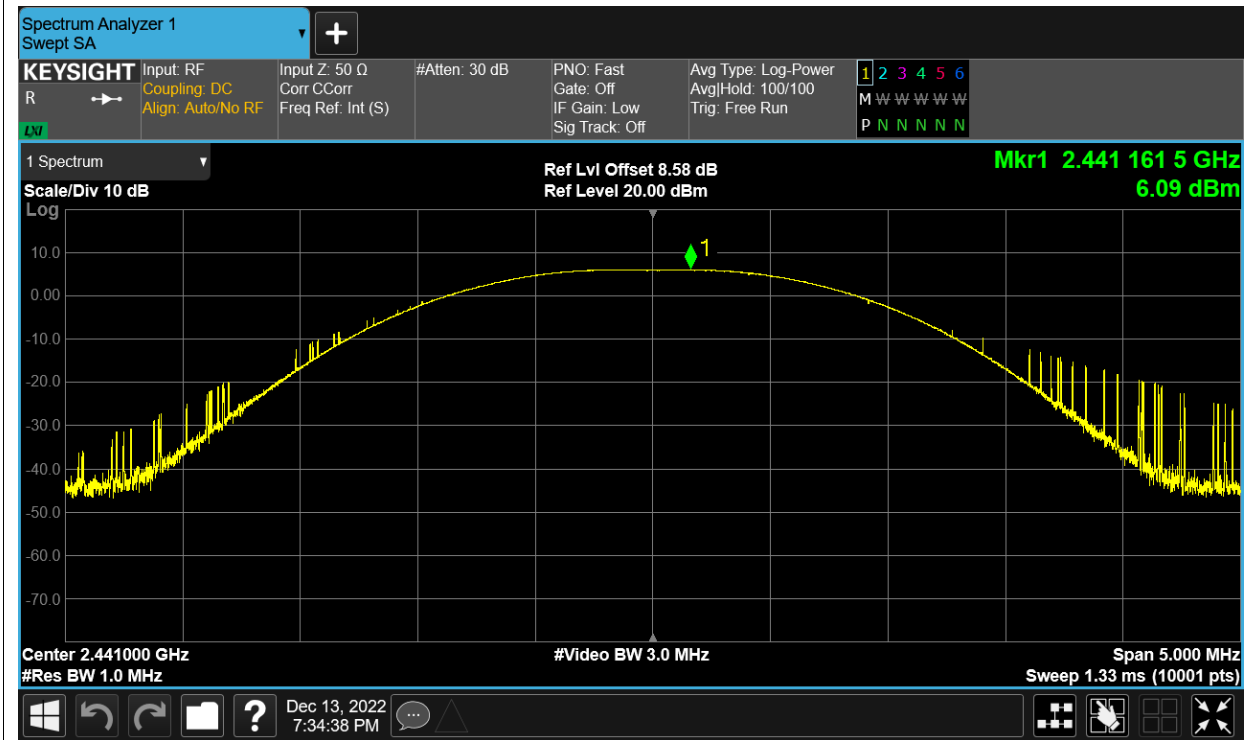 Spectrum Analyzer 1
Swept SA
+
KEYSIGHT
R
LXI
Input: RF
Coupling: DC
Align: Auto/No RF
Input Z: 50 Ω
Corr CCorr
Freq Ref: Int (S)
#Atten: 30 dB
PNO: Fast
Gate: Off
IF Gain: Low
Sig Track: Off
Avg Type: Log-Power
Avg|Hold: 100/100
Trig: Free Run
1 2 3 4 5 6
M W W W W W
P N N N N N
1 Spectrum
Scale/Div 10 dB
Log
Ref Lvl Offset 8.58 dB
Ref Level 20.00 dBm
Mkr1 2.441 161 5 GHz
6.09 dBm
1
10.0
0.00
-10.0
-20.0
-30.0
-40.0
-50.0
-60.0
-70.0
Center 2.441000 GHz
#Res BW 1.0 MHz
#Video BW 3.0 MHz
Span 5.000 MHz
Sweep 1.33 ms (10001 pts)
?
Dec 13, 2022
7:34:38 PM